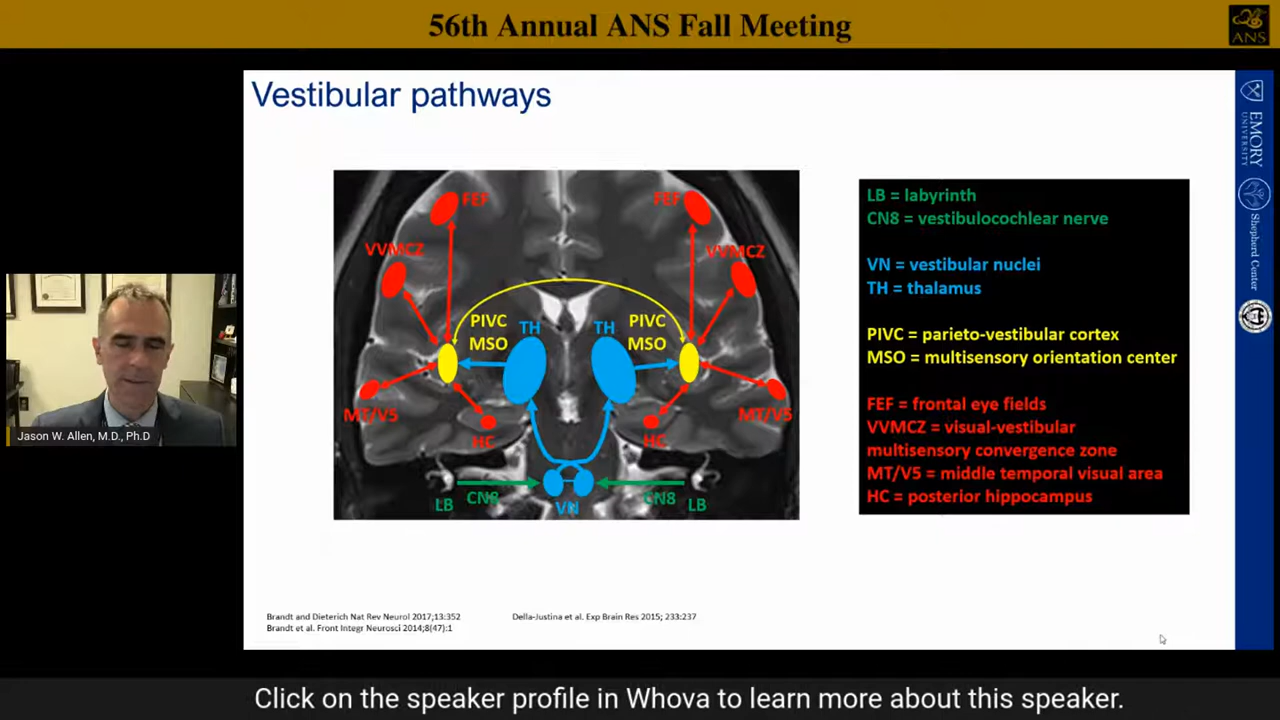 56th Annual ANS Fall Meeting
ANS
Vestibular pathways
EMORY
UNIVERSITY
Shepherd Center
FEF
FEF
VVMCZ
VVMCZ
PIVC
MSO
TH
TH
PIVC
MSO
MT/V5
MT/V5
HC
HC
LB
CN8
VN
CN8
LB
LB = labyrinth
CN8 = vestibulocochlear nerve
VN = vestibular nuclei
TH = thalamus
PIVC = parieto-vestibular cortex
MSO = multisensory orientation center
FEF = frontal eye fields
VVMCZ = visual-vestibular
multisensory convergence zone
MT/V5 = middle temporal visual area
HC = posterior hippocampus
Jason W. Allen, M.D., Ph.D
Brandt and Dieterich Nat Rev Neurol 2017;13:352
Brandt et al. Front Integr Neurosci 2014;8(47):1
Della-Justina et al. Exp Brain Res 2015; 233:237
Click on the speaker profile in Whova to learn more about this speaker.